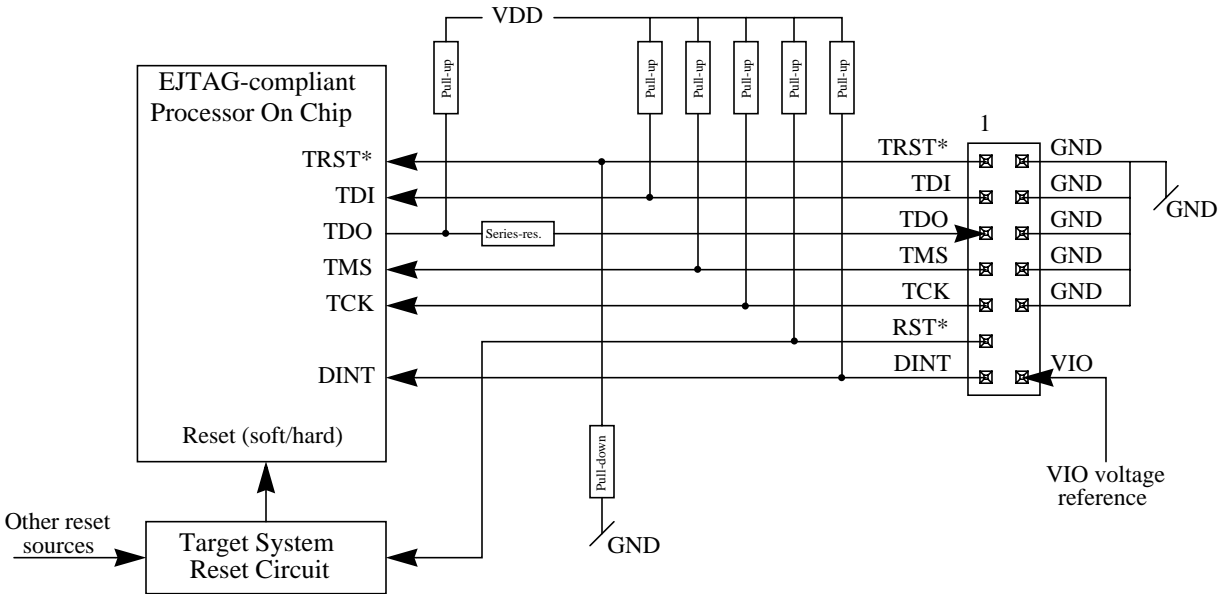 VDD
Pull-up
Pull-up
Pull-up
Pull-up
Pull-up
Pull-up
EJTAG-compliant
Processor On Chip
1
TRST*
TRST*
GND
TDI
TDI
GND
GND
TDO
Series-res.
TDO
GND
TMS
TMS
GND
TCK
TCK
GND
RST*
DINT
DINT
VIO
Reset (soft/hard)
Pull-down
VIO voltage
reference
Other reset
sources
Target System
Reset Circuit
GND